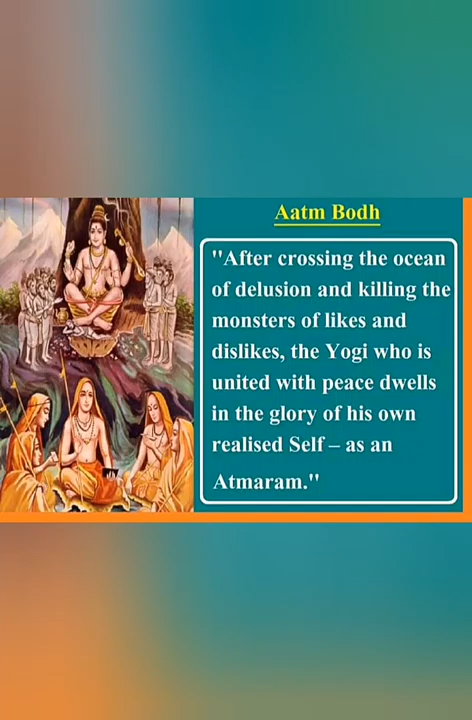 Aatm Bodh
"After crossing the ocean
of delusion and killing the
monsters of likes and
dislikes, the Yogi who is
united with peace dwells
in the glory of his own
realised Self – as an
Atmaram."